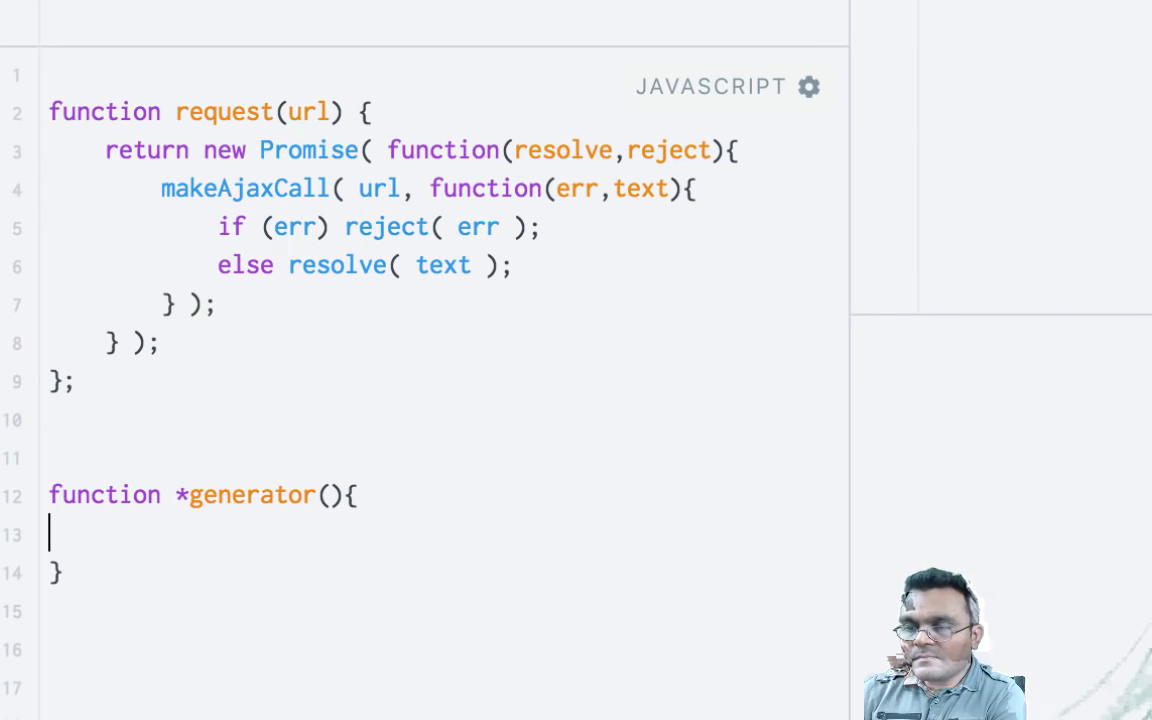 JAVASCRIPT
1
2 function request(url) {
3 return new Promise( function(resolve,reject){
4 makeAjaxCall( url, function(err,text){
5 if (err) reject( err );
6 else resolve( text );
7 } );
8 } );
9 };
10
11
12 function *generator(){
13
14 }
15
16
17